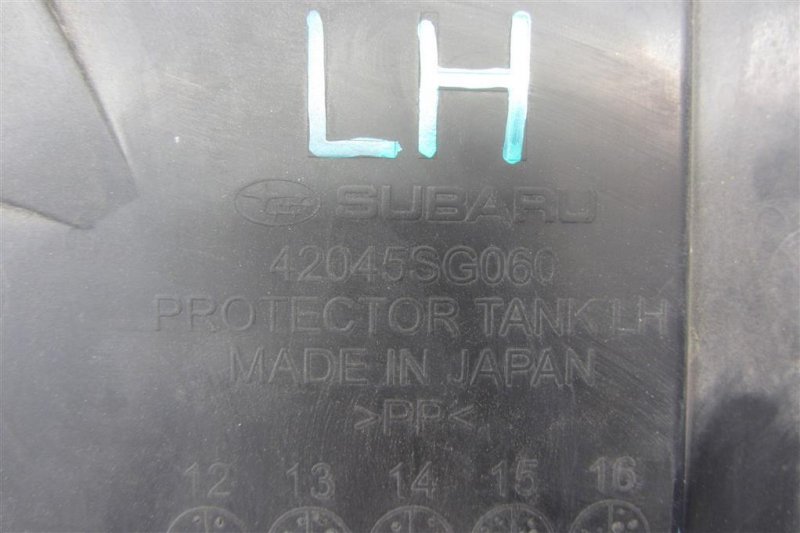 LH
SUBARU
42045SG060
PROTECTOR TANK LH
MADE IN JAPAN
>PP<
12 13 14 15 16